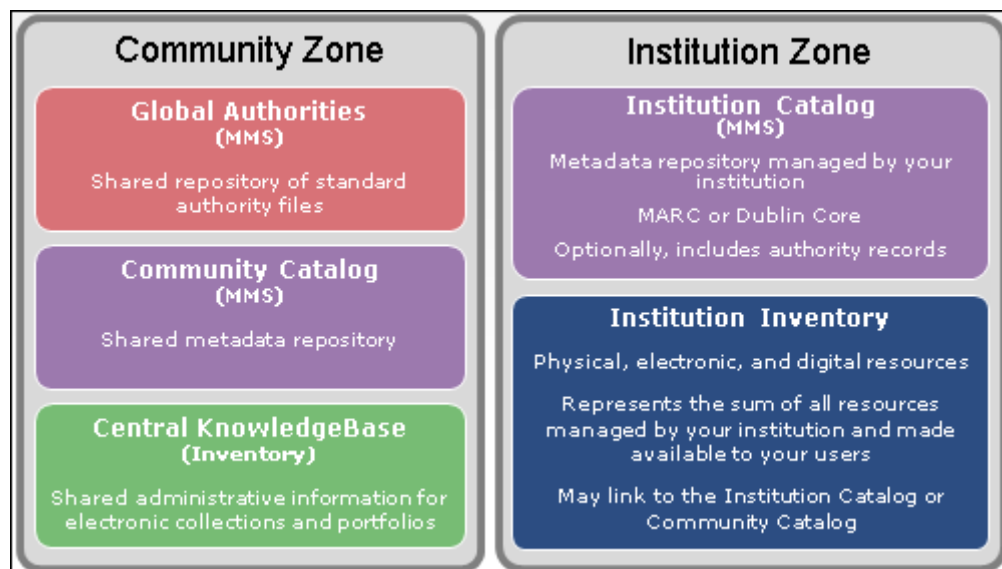 Community Zone
Global Authorities
(MMS)
Shared repository of standard
authority files
Community Catalog
(MMS)
Shared metadata repository
Central KnowledgeBase
(Inventory)
Shared administrative information for
electronic collections and portfolios
Institution Zone
Institution Catalog
(MMS)
Metadata repository managed by your
institution
MARC or Dublin Core
Optionally, includes authority records
Institution Inventory
Physical, electronic, and digital resources
Represents the sum of all resources
managed by your institution and made
available to your users
May link to the Institution Catalog or
Community Catalog